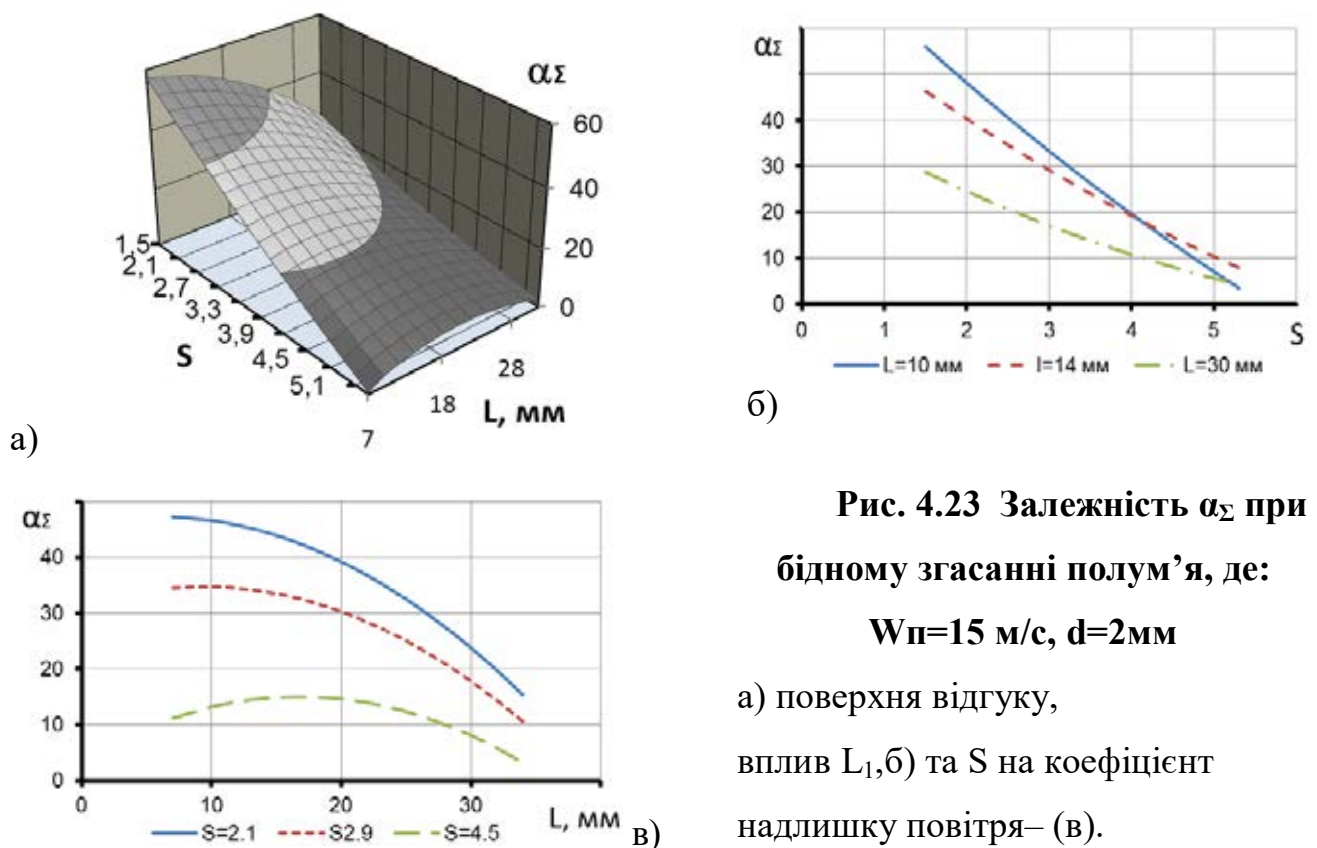 αΣ
60
40
20
0
1,5
2,1
2,7
3,3
3,9
4,5
5,1
S
28
18
7
L, мм
а)
αΣ
40
30
20
10
0
0 1 2 3 4 5 S
L=10 мм l=14 мм L=30 мм
б)
αΣ
40
30
20
10
0
0 10 20 30 L, мм
S=2.1 S2.9 S=4.5
в)
Рис. 4.23 Залежність αΣ при
бідному згасанні полум’я, де:
Wп=15 м/с, d=2мм
а) поверхня відгуку,
вплив L1,б) та S на коефіцієнт
надлишку повітря– (в).